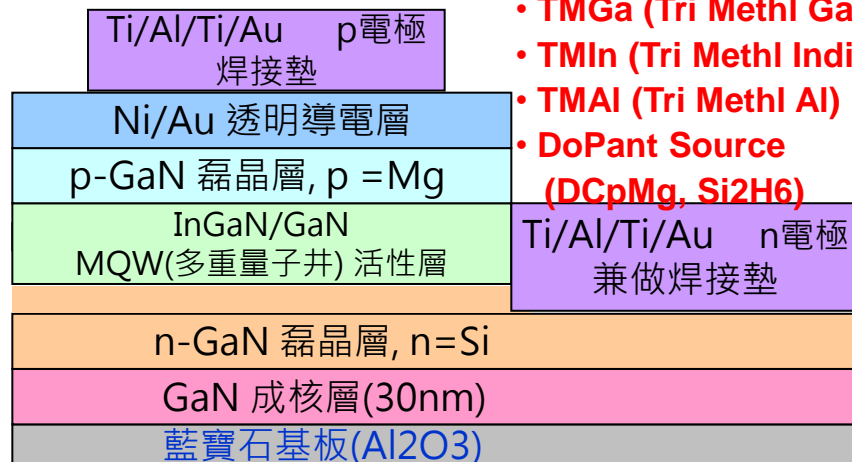 Ti/Al/Ti/Au p電極
焊接墊
Ni/Au 透明導電層
p-GaN 磊晶層, p =Mg
InGaN/GaN
MQW(多重量子井) 活性層
n-GaN 磊晶層, n=Si
GaN 成核層(30nm)
藍寶石基板(Al2O3)
• TMGa (Tri Methl Ga
• TMIn (Tri Methl Indi
• TMAl (Tri Methl Al)
• DoPant Source
(DCpMg, Si2H6)
Ti/Al/Ti/Au n電極
兼做焊接墊